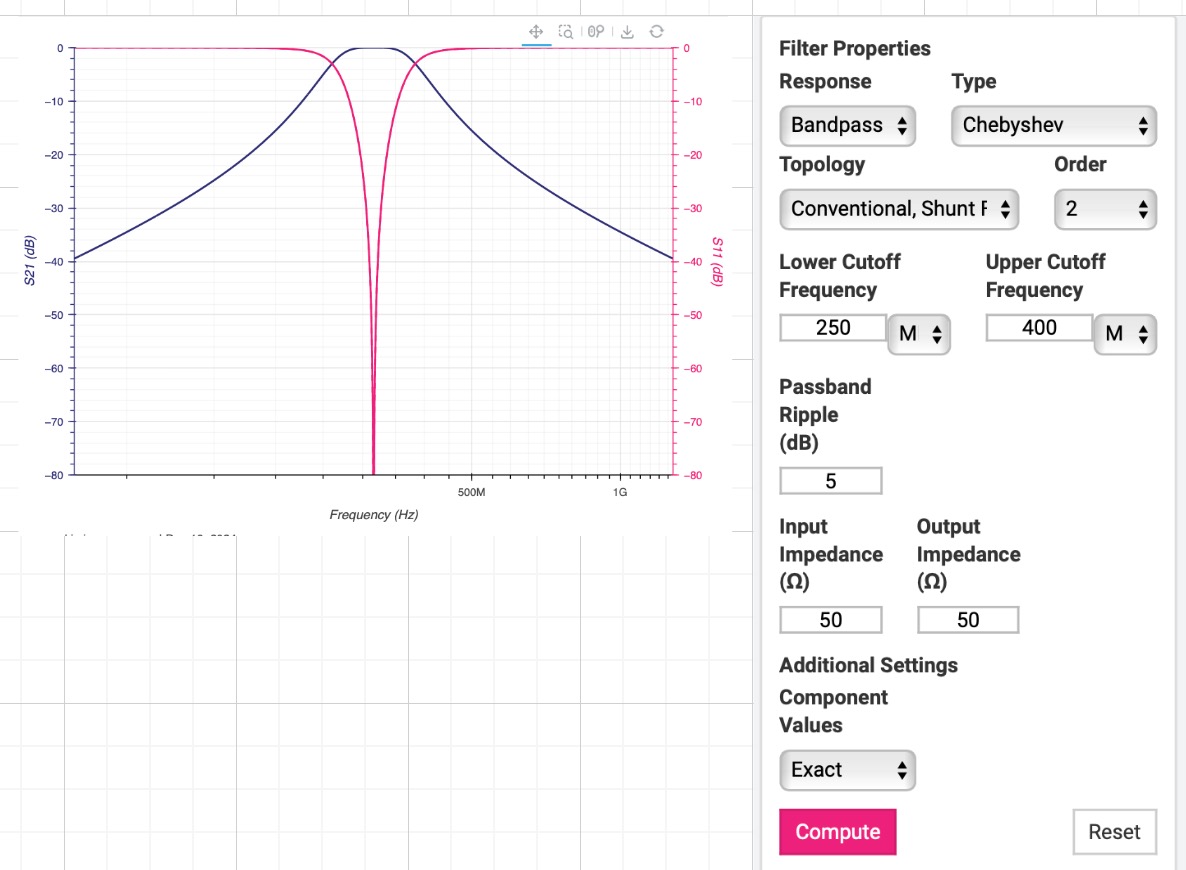 0
−10
−20
−30
−40
−50
−60
−70
−80
S21 (dB)
0
−10
−20
−30
−40
−50
−60
−70
−80
S11 (dB)
500M 1G
Frequency (Hz)
Filter Properties
Response Type
Bandpass Chebyshev
Topology Order
Conventional, Shunt F 2
Lower Cutoff Upper Cutoff
Frequency Frequency
250 M 400 M
Passband
Ripple
(dB)
5
Input Output
Impedance Impedance
(Ω) (Ω)
50 50
Additional Settings
Component
Values
Exact
Compute Reset